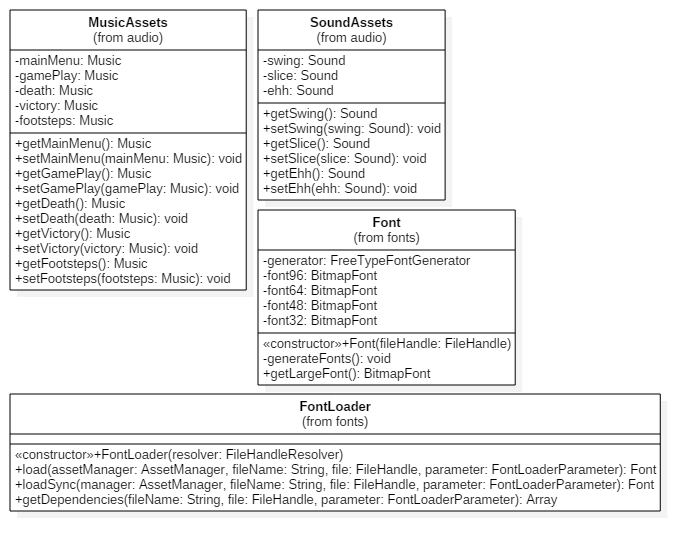 MusicAssets
(from audio)
-mainMenu: Music
-gamePlay: Music
-death: Music
-victory: Music
-footsteps: Music
+getMainMenu(): Music
+setMainMenu(mainMenu: Music): void
+getGamePlay(): Music
+setGamePlay(gamePlay: Music): void
+getDeath(): Music
+setDeath(death: Music): void
+getVictory(): Music
+setVictory(victory: Music): void
+getFootsteps(): Music
+setFootsteps(footsteps: Music): void
SoundAssets
(from audio)
-swing: Sound
-slice: Sound
-ehh: Sound
+getSwing(): Sound
+setSwing(swing: Sound): void
+getSlice(): Sound
+setSlice(slice: Sound): void
+getEhh(): Sound
+setEhh(ehh: Sound): void
Font
(from fonts)
-generator: FreeTypeFontGenerator
-font96: BitmapFont
-font64: BitmapFont
-font48: BitmapFont
-font32: BitmapFont
«constructor»+Font(fileHandle: FileHandle)
-generateFonts(): void
+getLargeFont(): BitmapFont
FontLoader
(from fonts)
«constructor»+FontLoader(resolver: FileHandleResolver)
+load(assetManager: AssetManager, fileName: String, file: FileHandle, parameter: FontLoaderParameter): Font
+loadSync(manager: AssetManager, fileName: String, file: FileHandle, parameter: FontLoaderParameter): Font
+getDependencies(fileName: String, file: FileHandle, parameter: FontLoaderParameter): Array